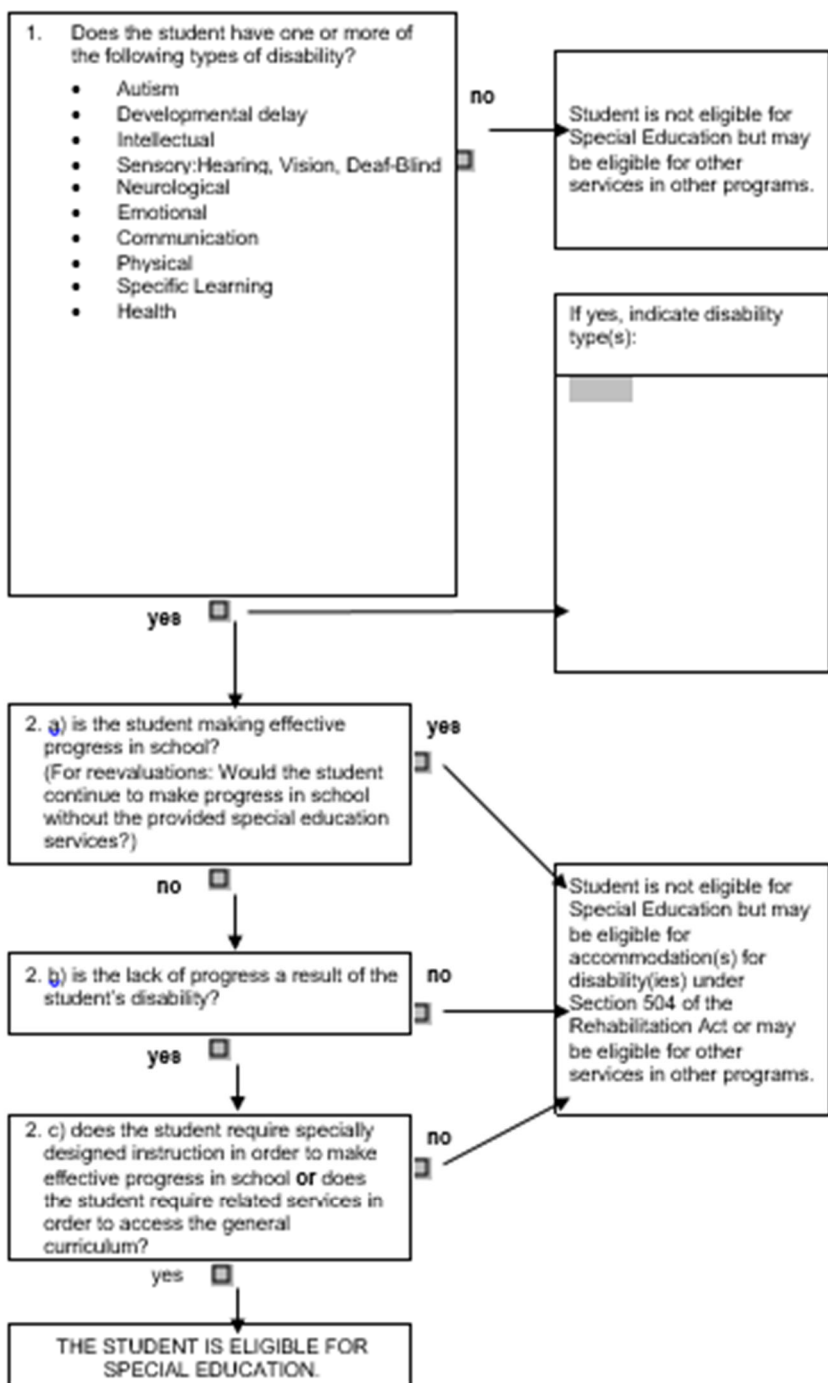 1. Does the student have one or more of
the following types of disability?
• Autism
• Developmental delay
• Intellectual
• Sensory:Hearing, Vision, Deaf-Blind
• Neurological
• Emotional
• Communication
• Physical
• Specific Learning
• Health
no
Student is not eligible for
Special Education but may
be eligible for other
services in other programs.
If yes, indicate disability
type(s):
yes
2. a) is the student making effective
progress in school?
(For reevaluations: Would the student
continue to make progress in school
without the provided special education
services?)
yes
no
2. b) is the lack of progress a result of the
student's disability?
no
Student is not eligible for
Special Education but may
be eligible for
accommodation(s) for
disability(ies) under
Section 504 of the
Rehabilitation Act or may
be eligible for other
services in other programs.
yes
2. c) does the student require specially
designed instruction in order to make
effective progress in school or does
the student require related services in
order to access the general
curriculum?
no
yes
THE STUDENT IS ELIGIBLE FOR
SPECIAL EDUCATION.